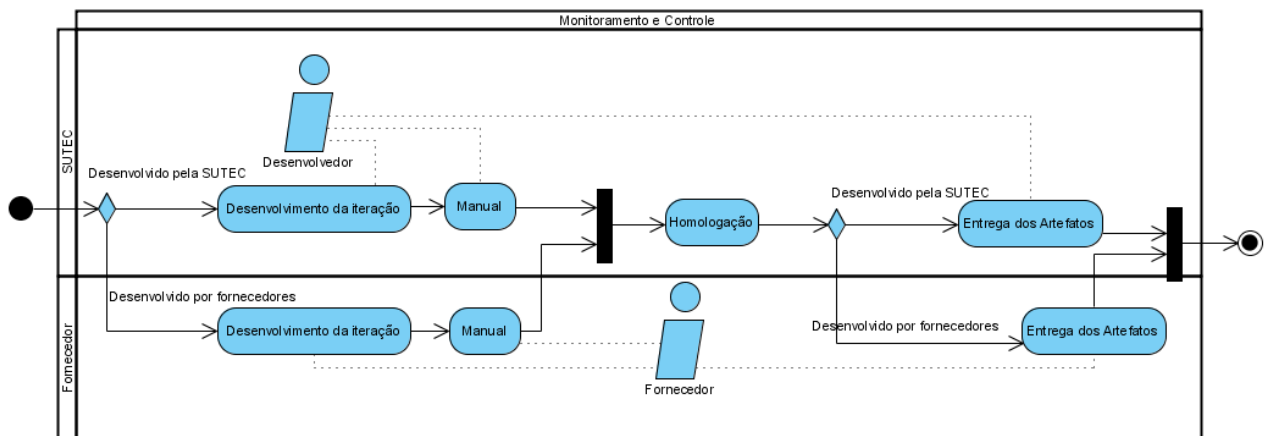 Monitoramento e Controle
SUTEC
Desenvolvedor
Desenvolvido pela SUTEC
Desenvolvimento da iteração
Manual
Homologação
Desenvolvido pela SUTEC
Entrega dos Artefatos
Fornecedor
Desenvolvido por fornecedores
Desenvolvimento da iteração
Manual
Fornecedor
Desenvolvido por fornecedores
Entrega dos Artefatos